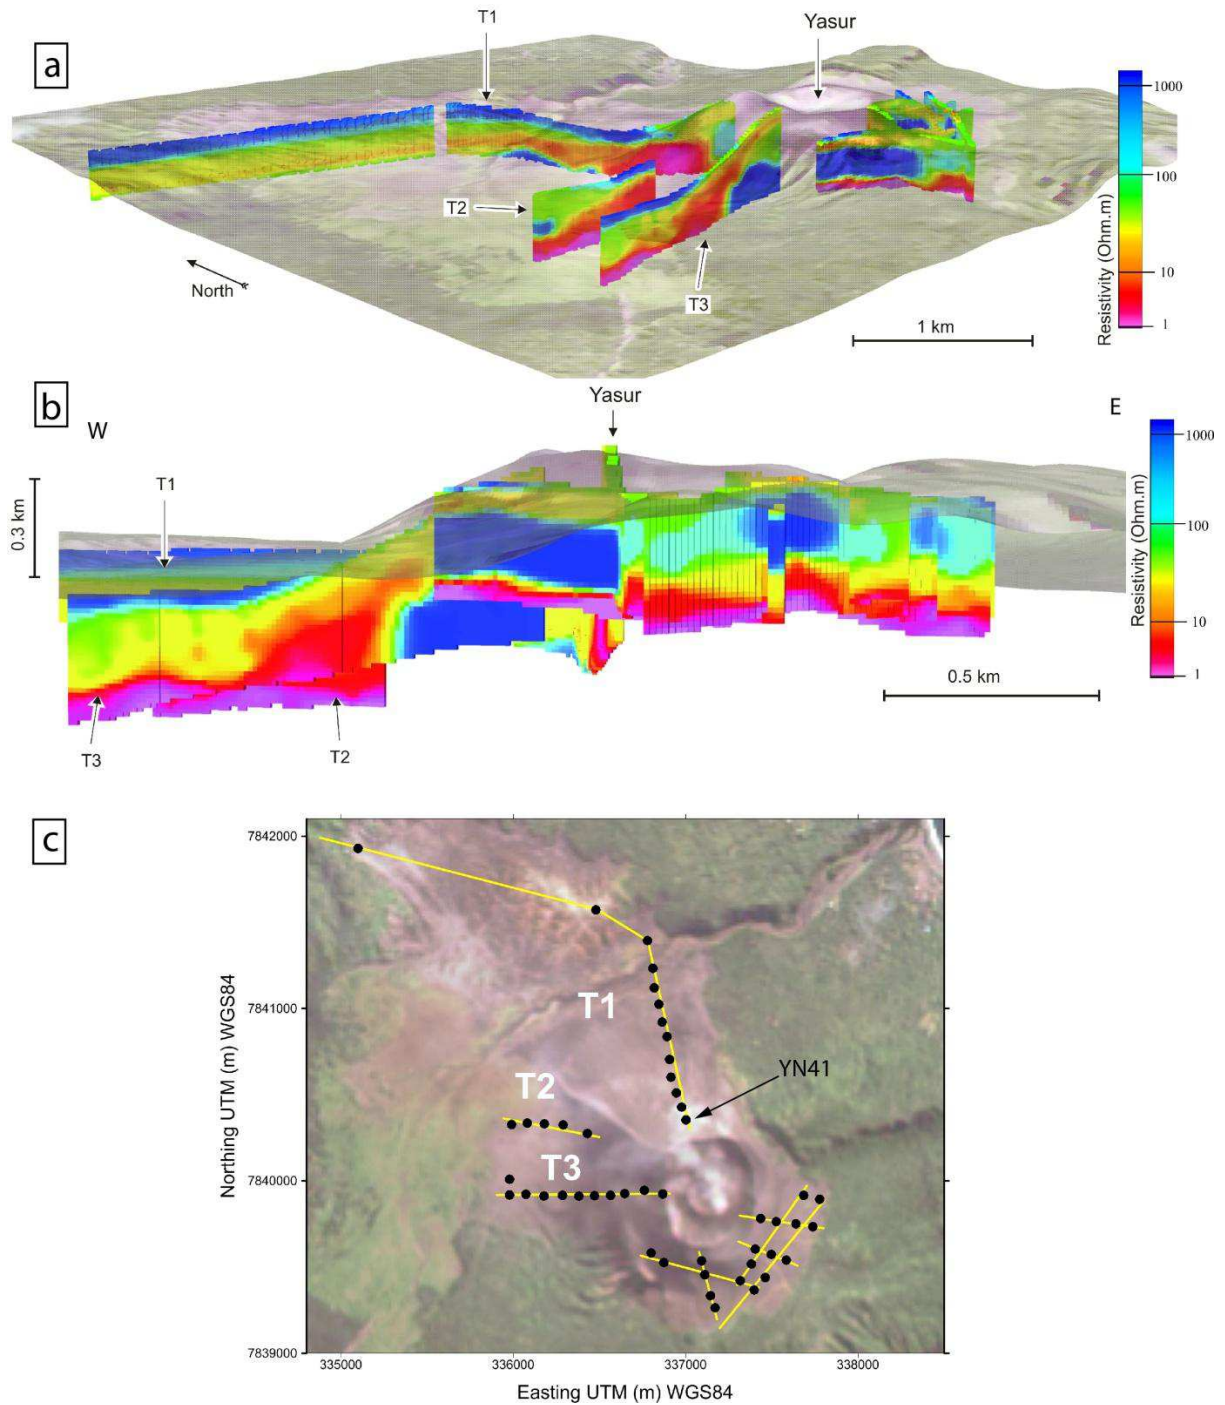 a
T1
Yasur
1000
100
10
1
Resistivity (Ohm.m)
T2
T3
North
1 km
b
W
Yasur
E
0.3 km
T1
1000
100
10
1
Resistivity (Ohm.m)
0.5 km
T3
T2
c
7842000
7841000
7840000
7839000
Northing UTM (m) WGS84
T1
T2
T3
YN41
335000 336000 337000 338000
Easting UTM (m) WGS84